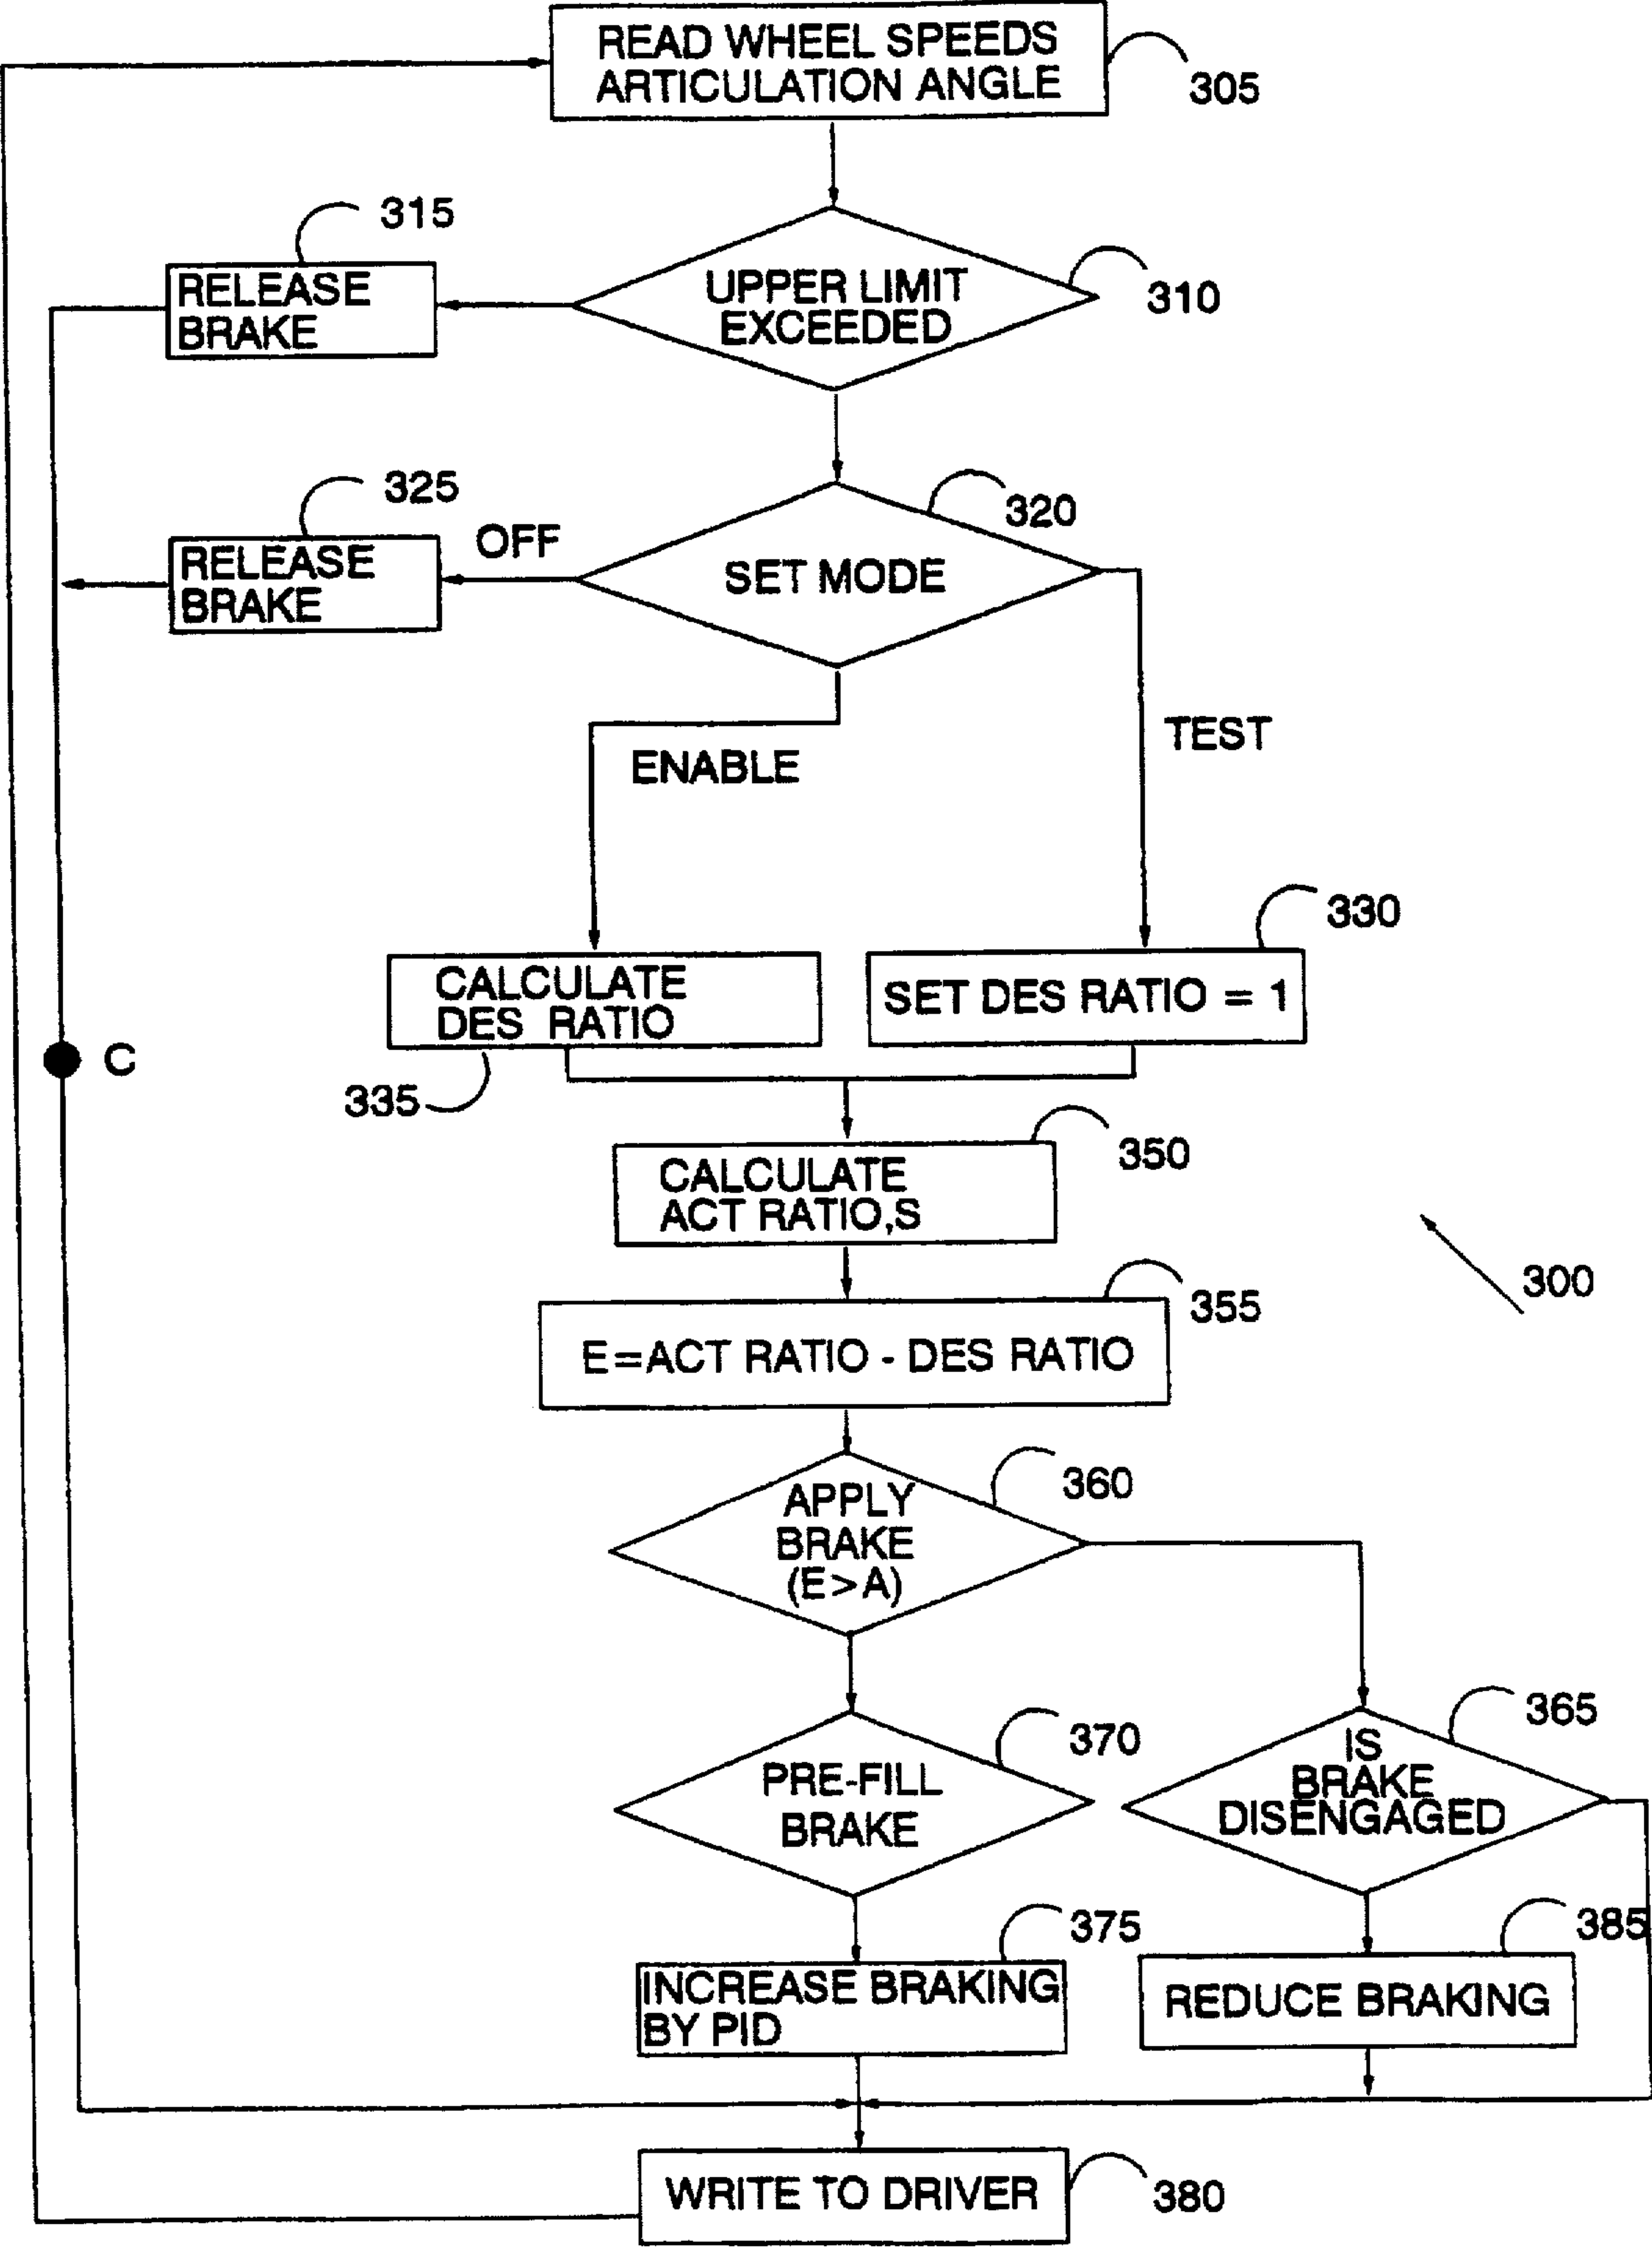 READ WHEEL SPEEDS
ARTICULATION ANGLE
305
315
RELEASE
BRAKE
UPPER LIMIT
EXCEEDED
310
325
OFF
RELEASE
BRAKE
320
SET MODE
TEST
ENABLE
330
CALCULATE
DES RATIO
SET DES RATIO = 1
C
335
350
CALCULATE
ACT RATIO,S
300
355
E=ACT RATIO - DES RATIO
360
APPLY
BRAKE
(E>A)
365
370
IS
BRAKE
DISENGAGED
PRE-FILL
BRAKE
375
385
INCREASE BRAKING
BY PID
REDUCE BRAKING
WRITE TO DRIVER
380